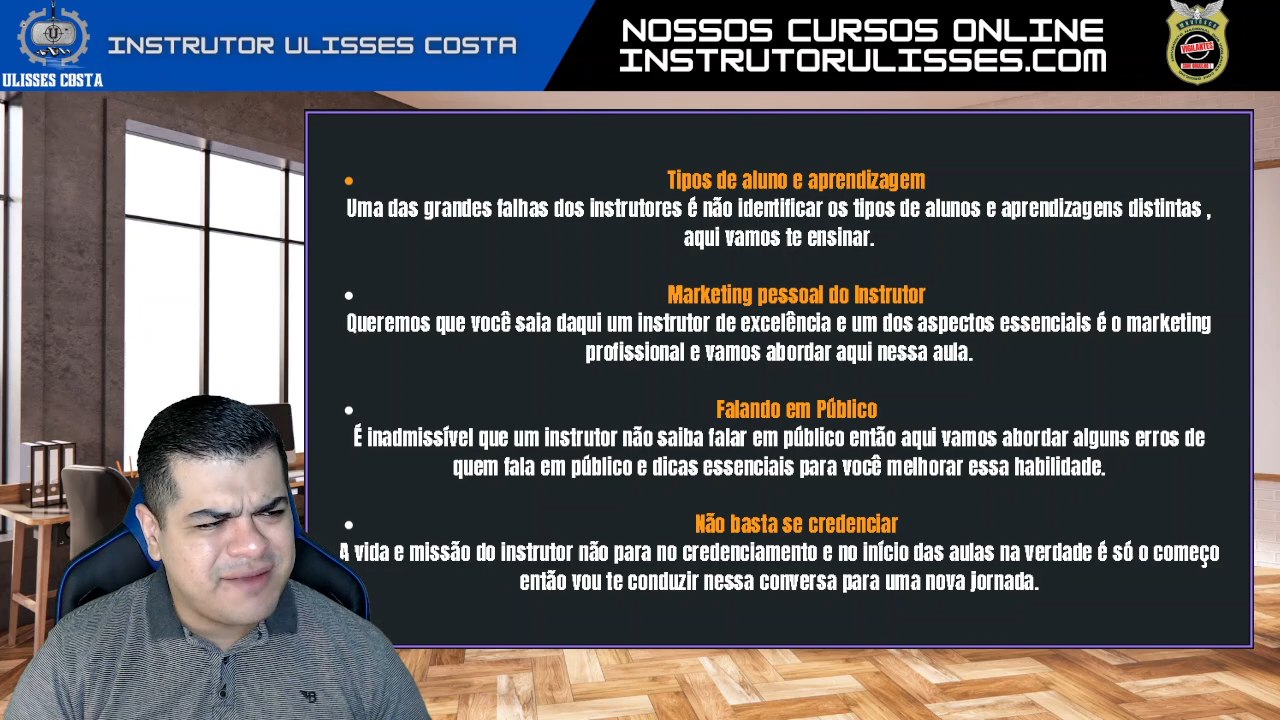 INSTRUTOR ULISSES COSTA
ULISSES COSTA
NOSSOS CURSOS ONLINE
INSTRUTORULISSES.COM
VIGILANTES
Tipos de aluno e aprendizagem
Uma das grandes falhas dos instrutores é não identificar os tipos de alunos e aprendizagens distintas ,
aqui vamos te ensinar.
Marketing pessoal do Instrutor
Queremos que você saia daqui um instrutor de excelência e um dos aspectos essenciais é o marketing
profissional e vamos abordar aqui nessa aula.
Falando em Público
É inadmissível que um instrutor não saiba falar em público então aqui vamos abordar alguns erros de
quem fala em público e dicas essenciais para você melhorar essa habilidade.
Não basta se credenciar
A vida e missão do instrutor não para no credenciamento e no início das aulas na verdade é só o começo
então vou te conduzir nessa conversa para uma nova jornada.